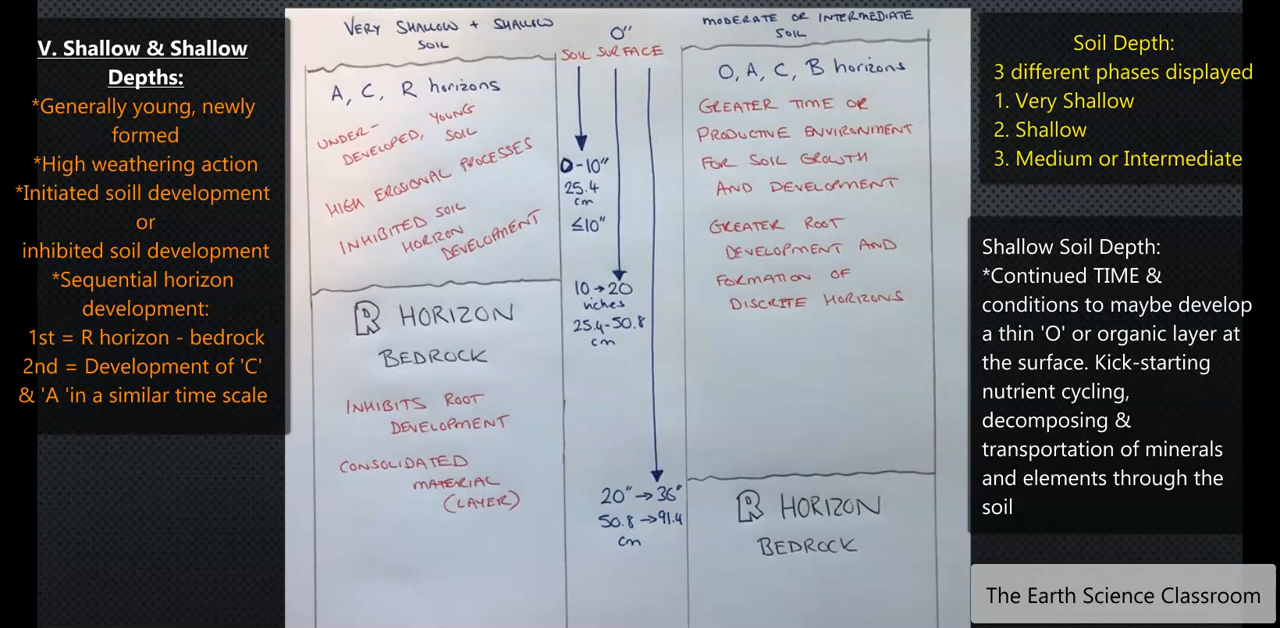 V. Shallow & Shallow
Depths:
*Generally young, newly
formed
*High weathering action
*Initiated soill development
or
inhibited soil development
*Sequential horizon
development:
1st = R horizon - bedrock
2nd = Development of 'C'
& 'A 'in a similar time scale
VERY SHALLOW + SHALLOW
SOIL
A, C, R horizons
UNDER- YOUNG
DEVELOPED, SOIL
HIGH EROSIONAL PROCESSES
INHIBITED SOIL
HORIZON
DEVELOPMENT
R HORIZON
BEDROCK
INHIBITS ROOT
DEVELOPMENT
CONSOLIDATED
MATERIAL
(LAYER)
0"
SOIL SURFACE
0-10"
25.4
cm
≤10"
10→20
inches
25.4-50.8
cm
20"→36"
50.8→91.4
cm
MODERATE OR INTERMEDIATE
SOIL
O, A, C, B horizons
GREATER TIME OR
PRODUCTIVE ENVIRONMENT
FOR SOIL GROWTH
AND DEVELOPMENT
GREATER ROOT
DEVELOPMENT AND
FORMATION OF
DISCRETE HORIZONS
R HORIZON
BEDROCK
Soil Depth:
3 different phases displayed
1. Very Shallow
2. Shallow
3. Medium or Intermediate
Shallow Soil Depth:
*Continued TIME &
conditions to maybe develop
a thin 'O' or organic layer at
the surface. Kick-starting
nutrient cycling,
decomposing &
transportation of minerals
and elements through the
soil
The Earth Science Classroom